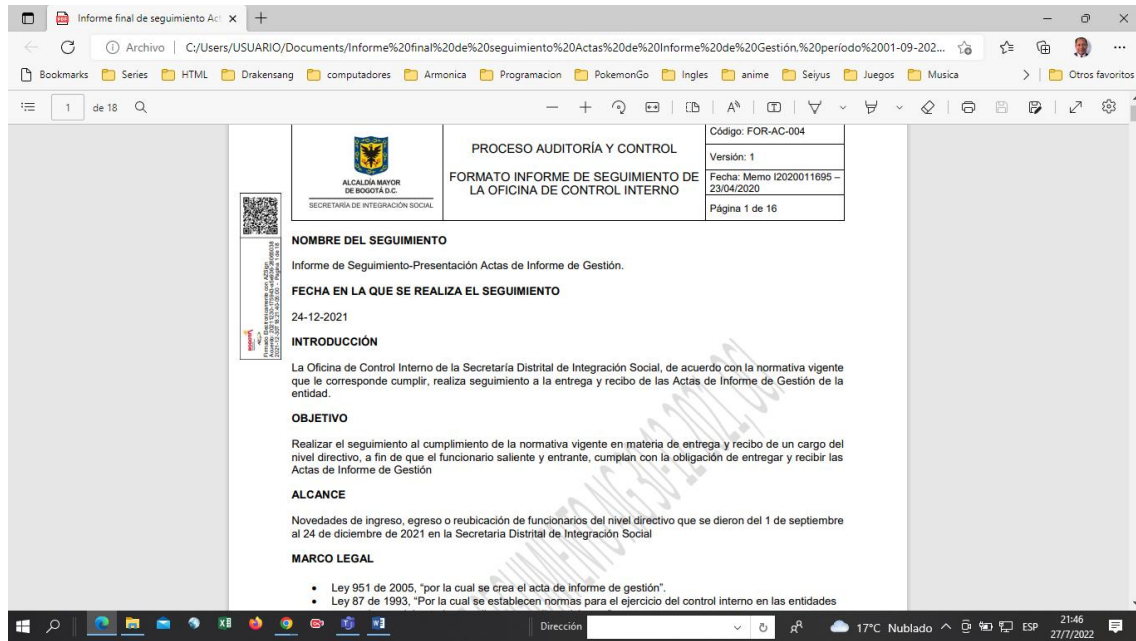 Informe final de seguimiento Act
Archivo | C:/Users/USUARIO/Documents/Informe%20final%20de%20seguimiento%20Actas%20de%20Informe%20de%20Gestión,%20período%2001-09-202...
Bookmarks Series HTML Drakensang computadores Armonica Programacion PokemonGo Ingles anime Seiyus Juegos Musica Otros favoritos
1 de 18
ALCALDÍA MAYOR
DE BOGOTÁ D.C.
SECRETARÍA DE INTEGRACIÓN SOCIAL
PROCESO AUDITORÍA Y CONTROL
FORMATO INFORME DE SEGUIMIENTO DE
LA OFICINA DE CONTROL INTERNO
Código: FOR-AC-004
Versión: 1
Fecha: Memo I2020011695 –
23/04/2020
Página 1 de 16
NOMBRE DEL SEGUIMIENTO
Informe de Seguimiento-Presentación Actas de Informe de Gestión.
FECHA EN LA QUE SE REALIZA EL SEGUIMIENTO
24-12-2021
INTRODUCCIÓN
La Oficina de Control Interno de la Secretaría Distrital de Integración Social, de acuerdo con la normativa vigente
que le corresponde cumplir, realiza seguimiento a la entrega y recibo de las Actas de Informe de Gestión de la
entidad.
OBJETIVO
Realizar el seguimiento al cumplimiento de la normativa vigente en materia de entrega y recibo de un cargo del
nivel directivo, a fin de que el funcionario saliente y entrante, cumplan con la obligación de entregar y recibir las
Actas de Informe de Gestión
ALCANCE
Novedades de ingreso, egreso o reubicación de funcionarios del nivel directivo que se dieron del 1 de septiembre
al 24 de diciembre de 2021 en la Secretaria Distrital de Integración Social
MARCO LEGAL
• Ley 951 de 2005, “por la cual se crea el acta de informe de gestión”.
• Ley 87 de 1993, “Por la cual se establecen normas para el ejercicio del control interno en las entidades
Dirección
17°C Nublado
ESP
21:46
27/7/2022